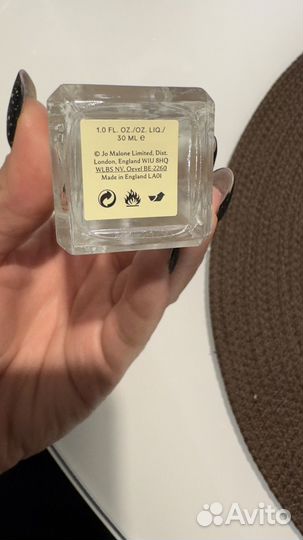 1.0 FL. OZ./OZ. LIQ./
30 ML ℮
© Jo Malone Limited, Dist.
London, England W1U 8HQ
WLBS NV, Oevel BE-2260
Made in England LA01
Avito